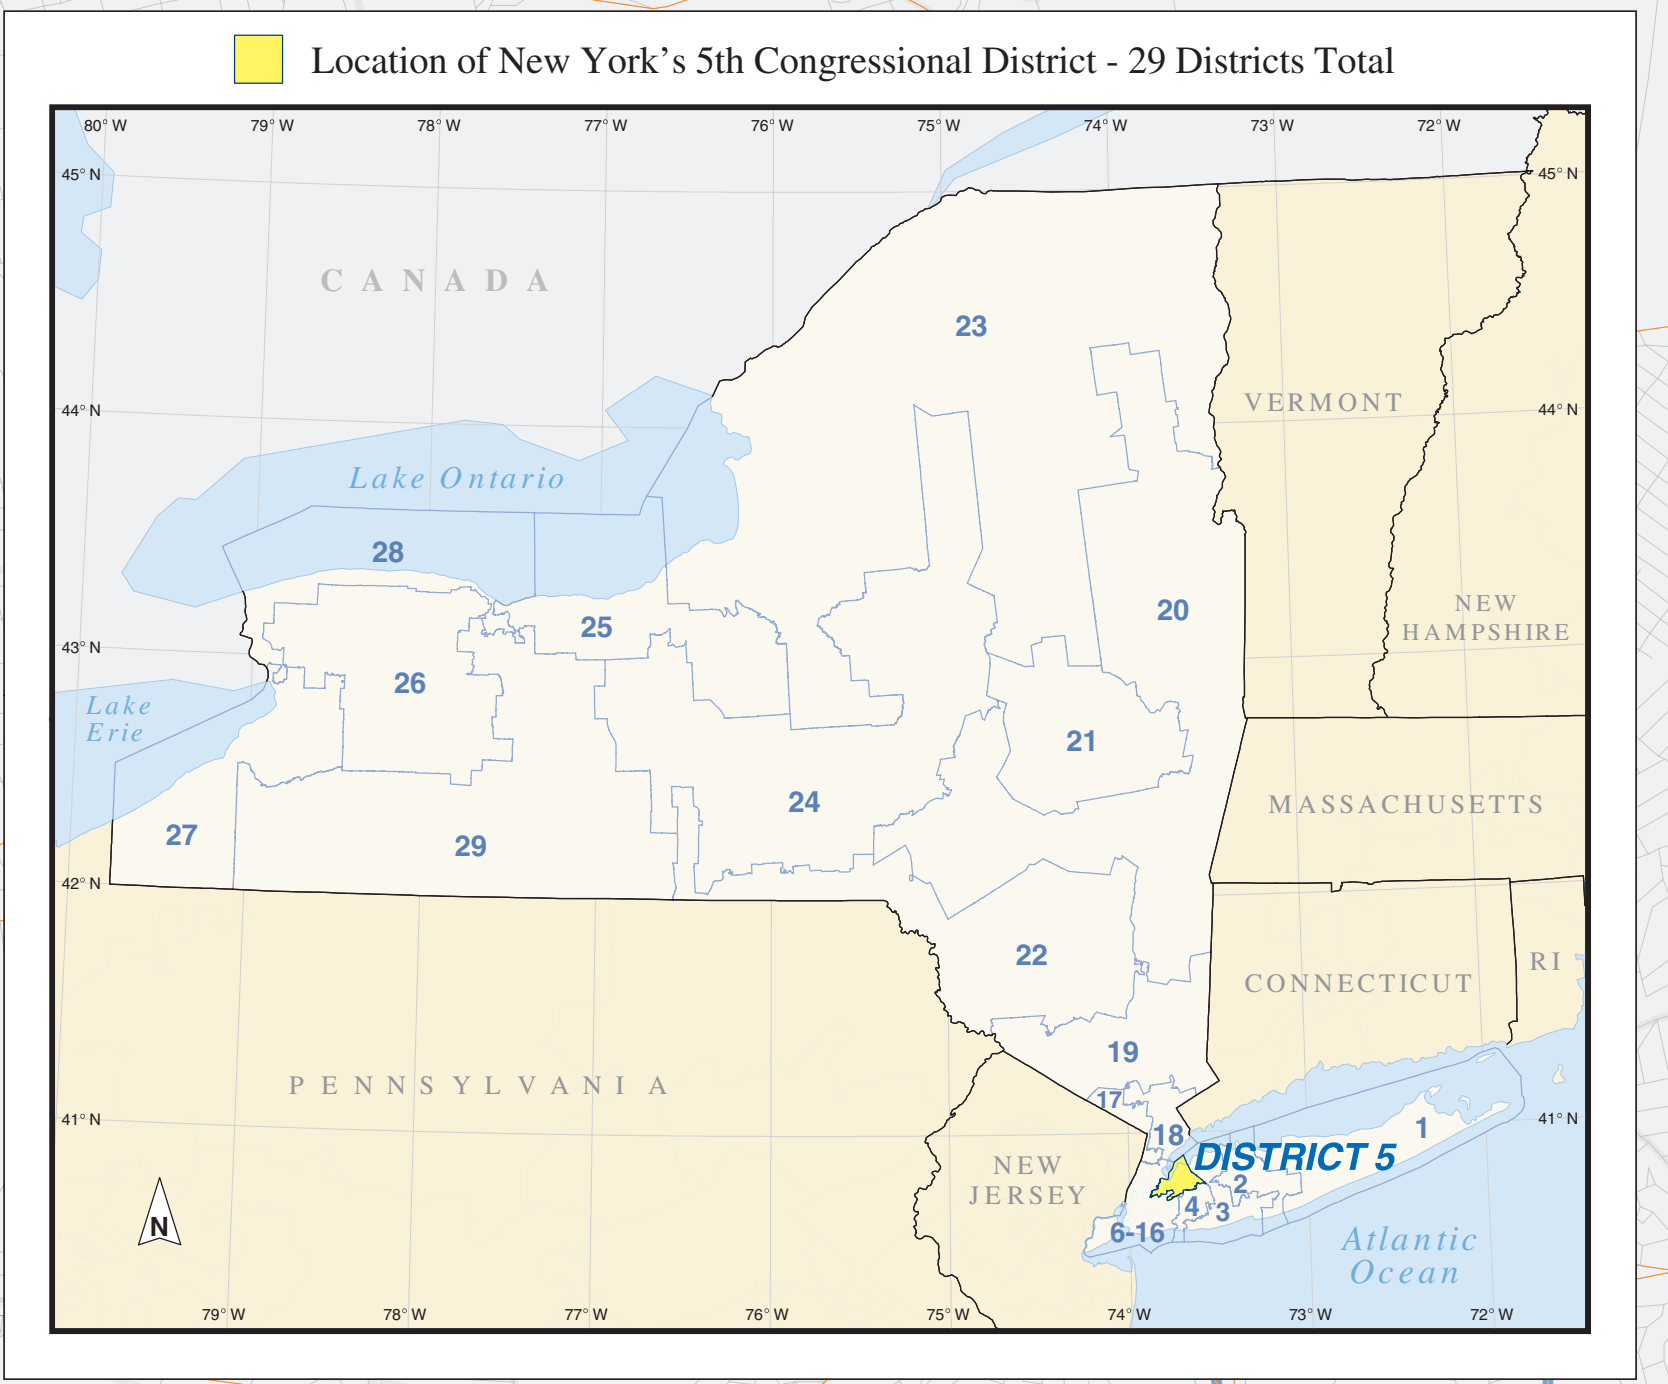 Location of New York's 5th Congressional District - 29 Districts Total
80° W 79° W 78° W 77° W 76° W 75° W 74° W 73° W 72° W
45° N 45° N
CANADA
23
VERMONT
44° N 44° N
Lake Ontario
28
NEW
HAMPSHIRE
20
25
43° N
26
Lake
Erie
21
24
MASSACHUSETTS
27
29
42° N
22
RI
CONNECTICUT
19
PENNSYLVANIA
17
41° N 41° N
1
18
DISTRICT 5
NEW
JERSEY
2
4
3
6-16
N
Atlantic
Ocean
79° W 78° W 77° W 76° W 75° W 74° W 73° W 72° W